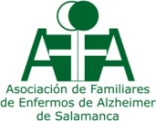 AFA
Asociación de Familiares
de Enfermos de Alzheimer
de Salamanca